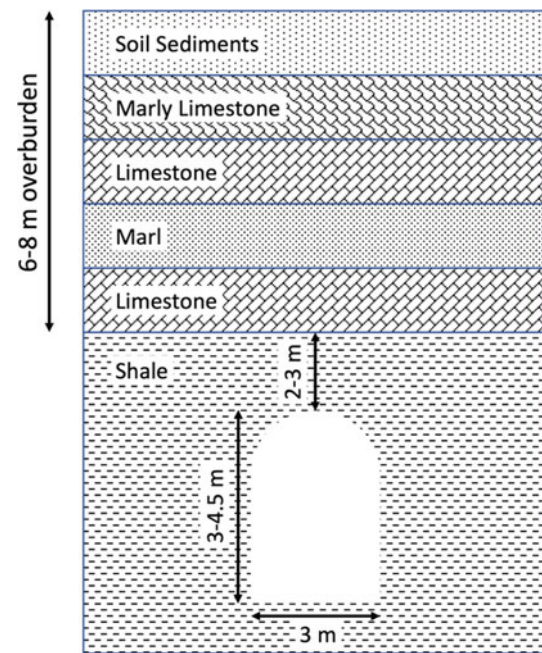 6-8 m overburden
Soil Sediments
Marly Limestone
Limestone
Marl
Limestone
Shale
2-3 m
3-4.5 m
3 m